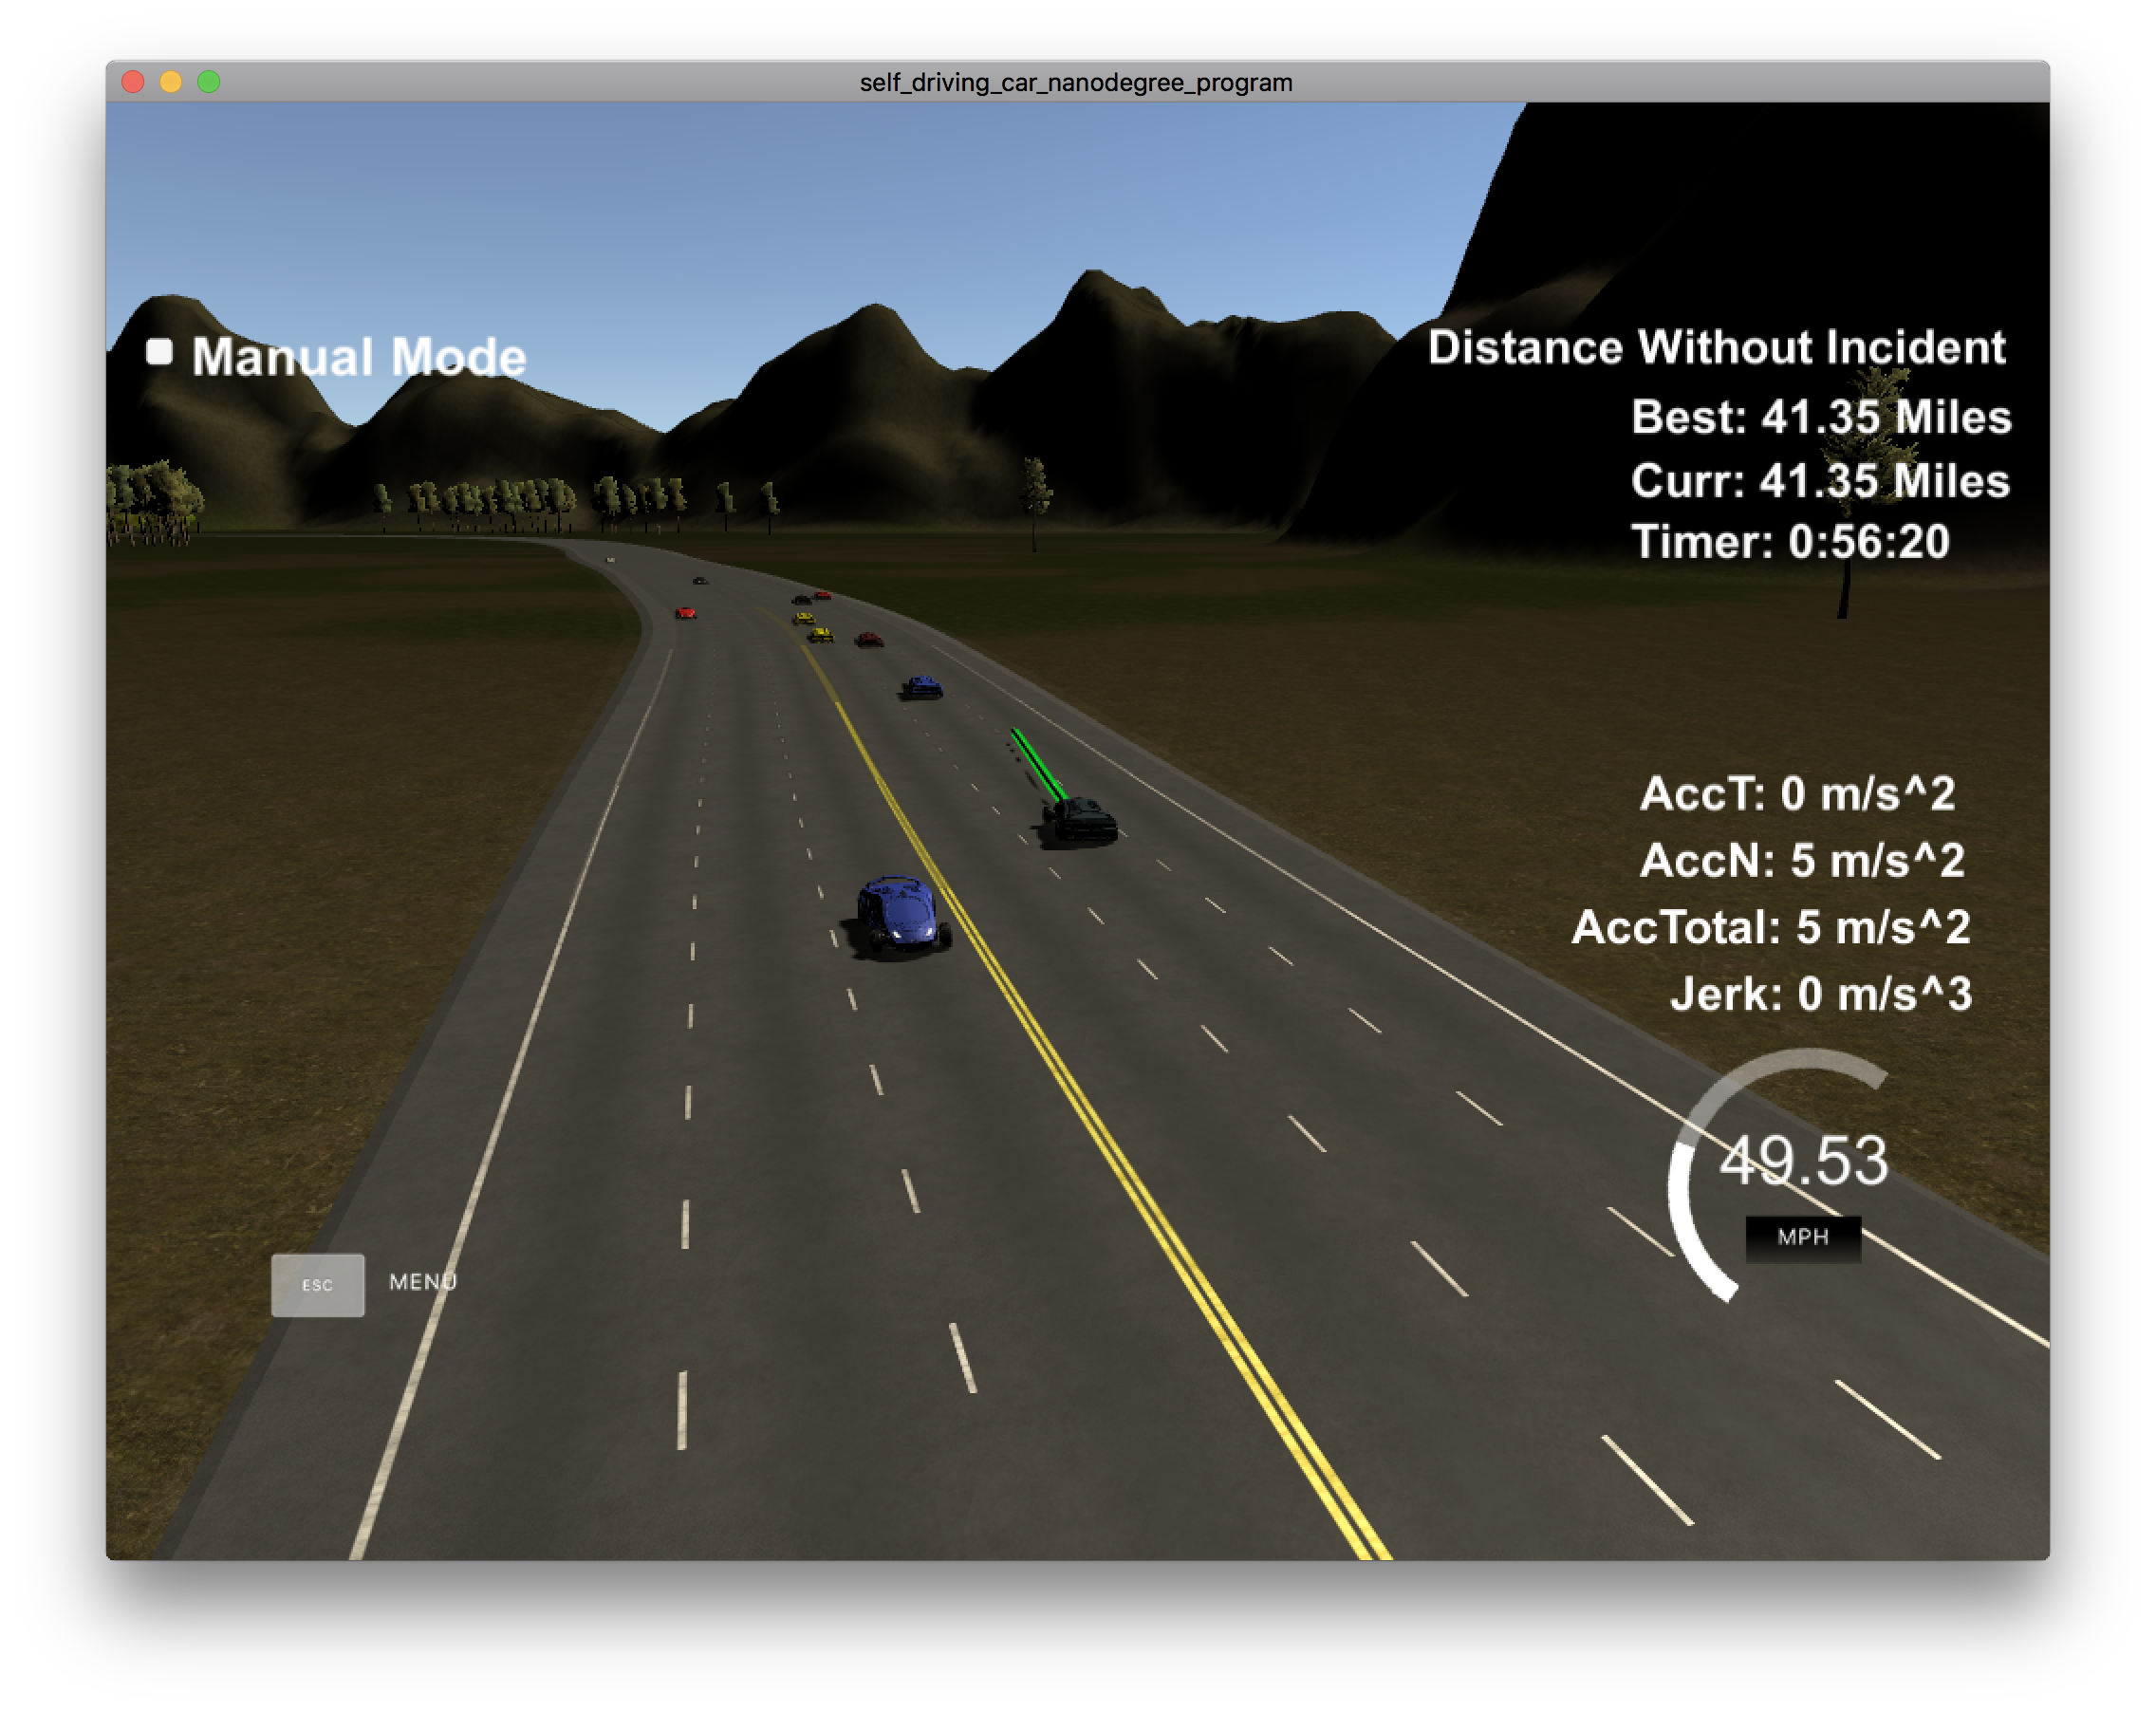 self_driving_car_nanodegree_program
Manual Mode
Distance Without Incident
Best: 41.35 Miles
Curr: 41.35 Miles
Timer: 0:56:20
AccT: 0 m/s^2
AccN: 5 m/s^2
AccTotal: 5 m/s^2
Jerk: 0 m/s^3
49.53
MPH
ESC MENU